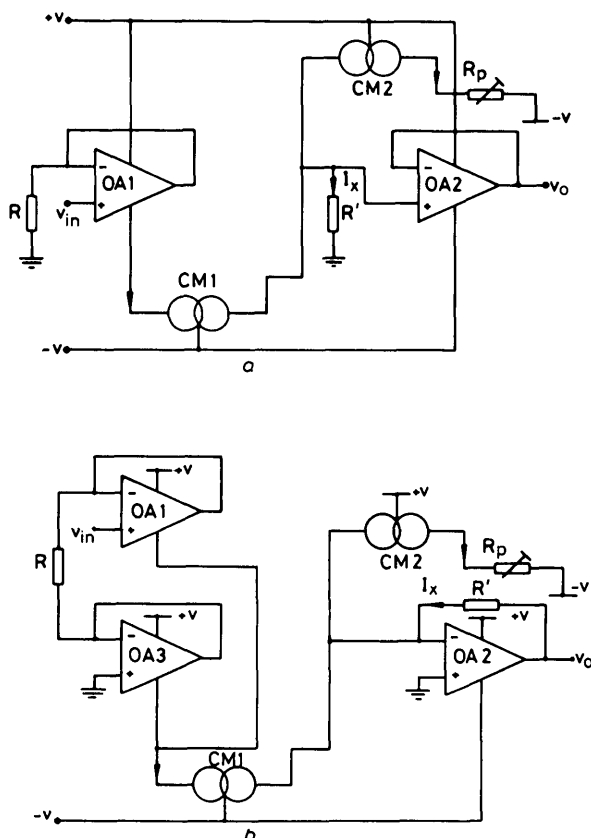 +v
CM2
Rp
-v
OA1
-
+
R
vin
Ix
R'
OA2
-
+
vo
CM1
-v
a
+v
OA1
-
+
vin
R
+v
CM2
Rp
-v
Ix
R'
+v
OA3
-
+
+v
OA2
-
+
vo
CM1
-v
b